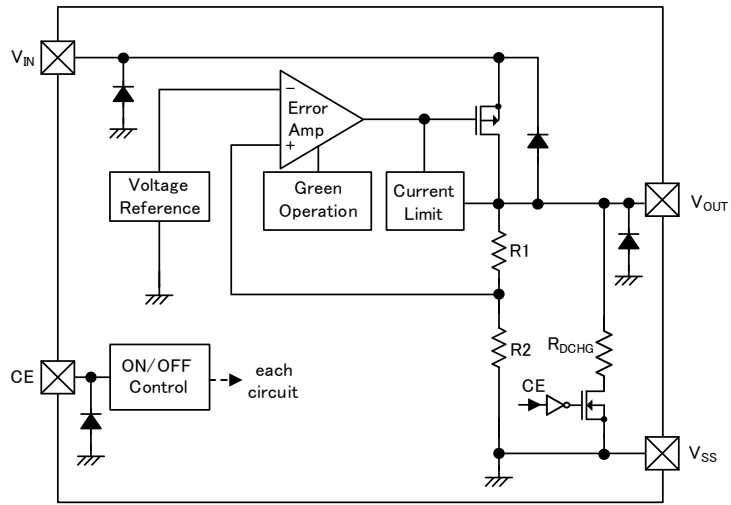 VIN
−
Error
Amp
+
Voltage
Reference
Green
Operation
Current
Limit
VOUT
R1
R2
RDCHG
CE
ON/OFF
Control
each
circuit
CE
VSS